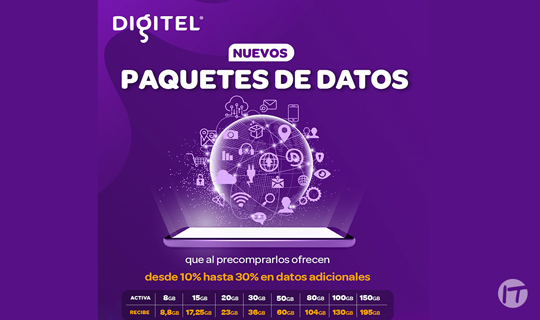 DIGITEL®
NUEVOS
PAQUETES DE DATOS
que al precomprarlos ofrecen
desde 10% hasta 30% en datos adicionales
ACTIVA 8GB 15GB 20GB 30GB 50GB 80GB 100GB 150GB
RECIBE 8,8GB 17,25GB 23GB 36GB 60GB 104GB 130GB 195GB
IT